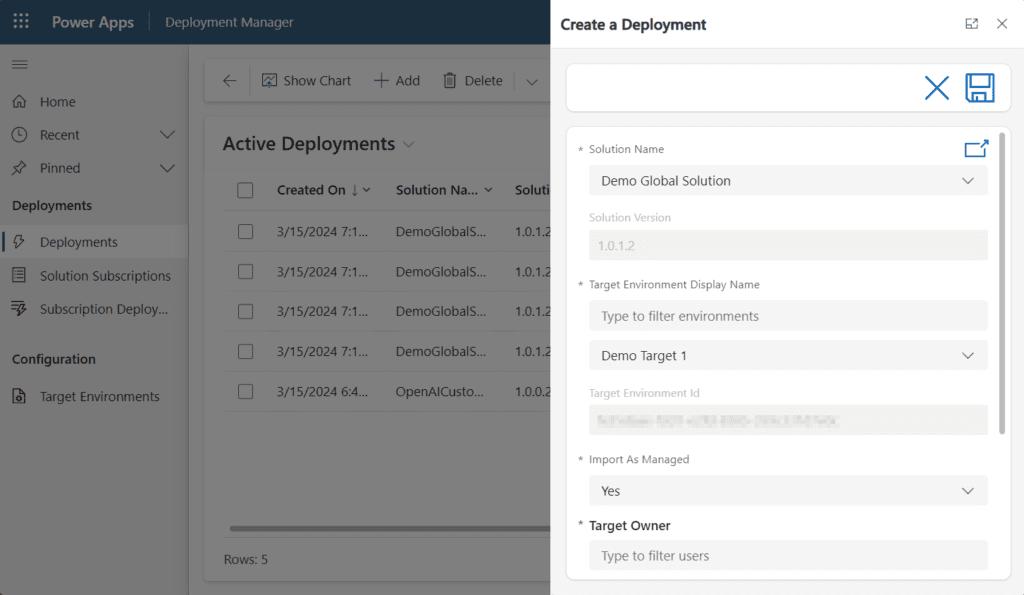 Power Apps
Deployment Manager
Home
Recent
Pinned
Deployments
Deployments
Solution Subscriptions
Subscription Deploy...
Configuration
Target Environments
Show Chart
Add
Delete
Active Deployments
Created On Solution Na... Soluti
3/15/2024 7:1... DemoGlobalS... 1.0.1.2
3/15/2024 7:1... DemoGlobalS... 1.0.1.2
3/15/2024 7:1... DemoGlobalS... 1.0.1.2
3/15/2024 7:1... DemoGlobalS... 1.0.1.2
3/15/2024 6:4... OpenAICusto... 1.0.0.2
Rows: 5
Create a Deployment
* Solution Name
Demo Global Solution
Solution Version
1.0.1.2
* Target Environment Display Name
Type to filter environments
Demo Target 1
Target Environment Id
* Import As Managed
Yes
* Target Owner
Type to filter users